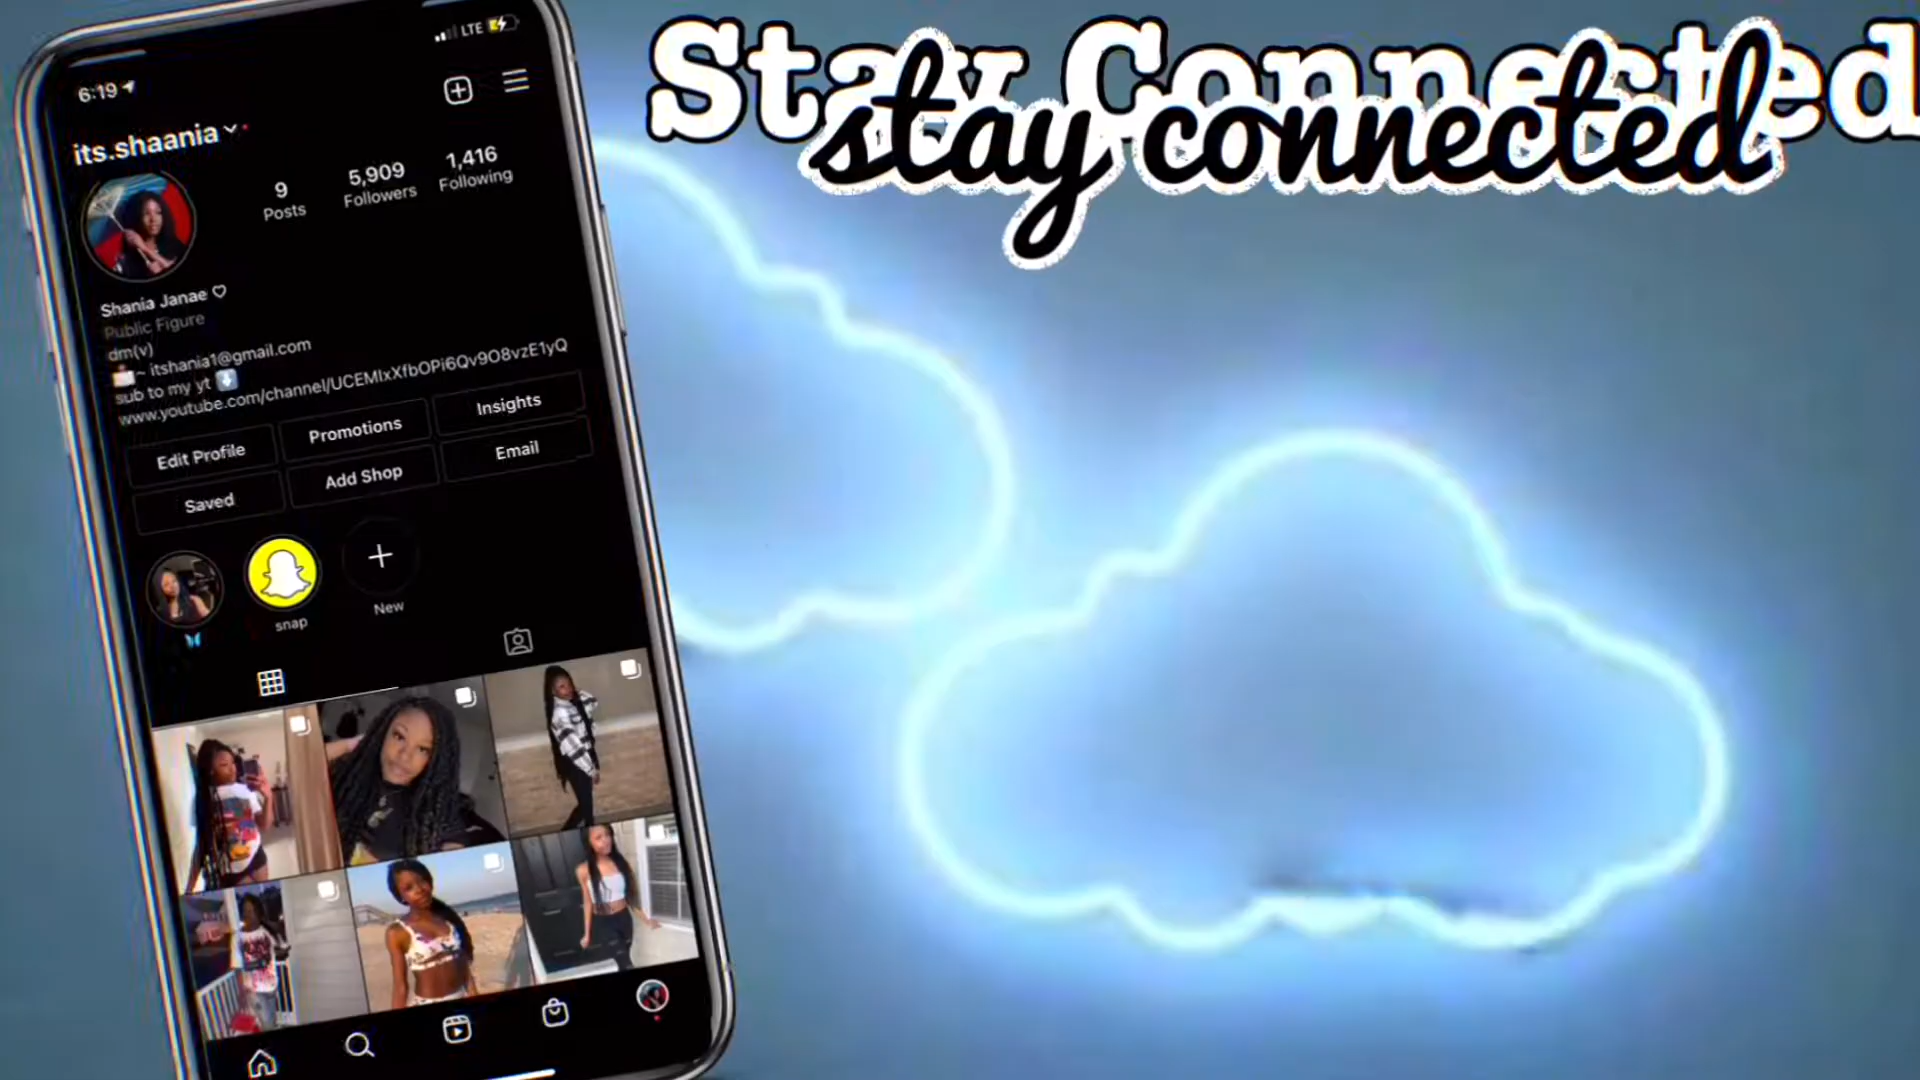 Stay Connected
stay connected
LTE
6:19
its.shaania
9
Posts
5,909
Followers
1,416
Following
Shania Janae
Public Figure
dm(v)
~ itshania1@gmail.com
sub to my yt
www.youtube.com/channel/UCEMlxXfbOPi6Qv9O8vzE1yQ
Edit Profile
Promotions
Insights
Saved
Add Shop
Email
snap
New